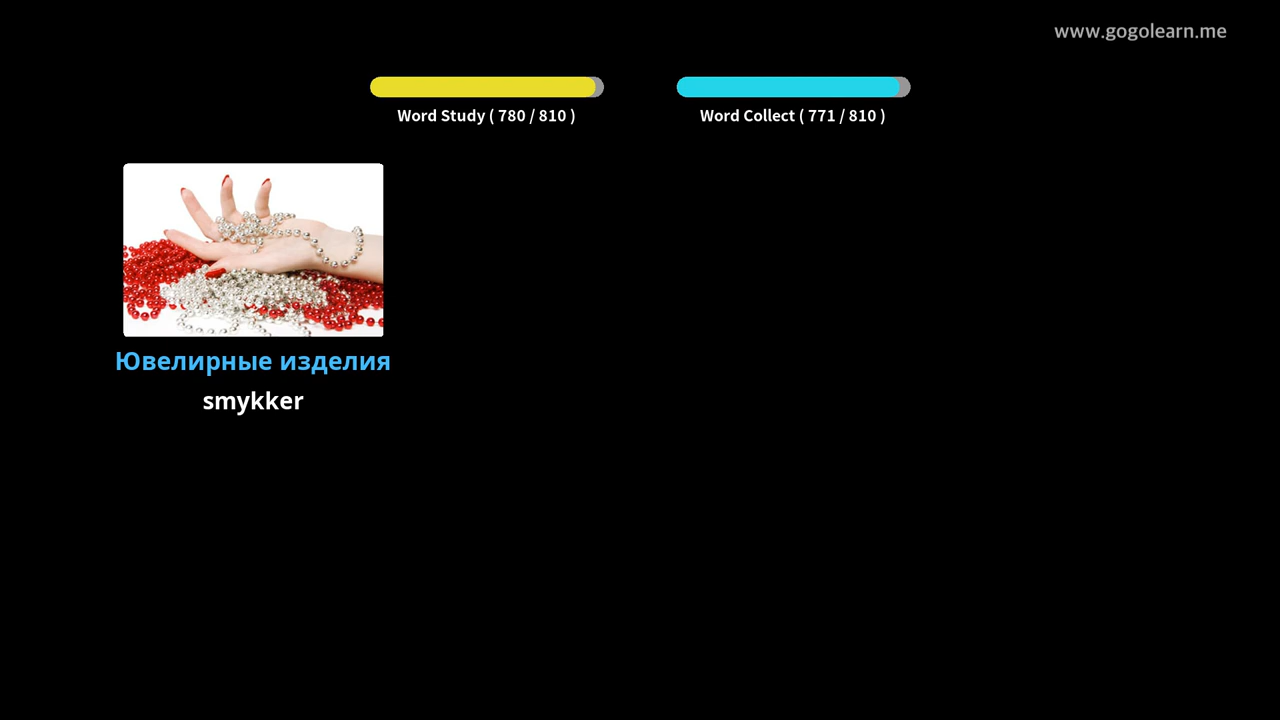 www.gogolearn.me
Word Study ( 780 / 810 )
Word Collect ( 771 / 810 )
Ювелирные изделия
smykker